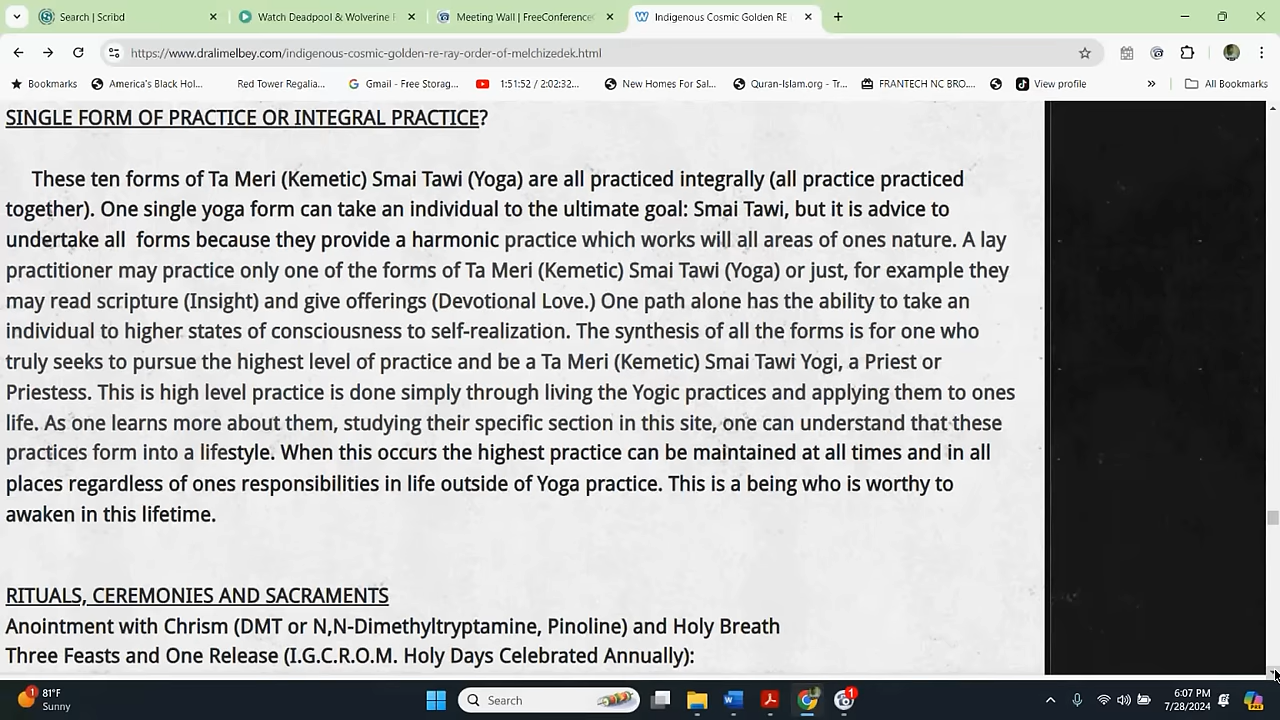 Search | Scribd
Watch Deadpool & Wolverine F
Meeting Wall | FreeConference
Indigenous Cosmic Golden RE
https://www.dralimelbey.com/indigenous-cosmic-golden-re-ray-order-of-melchizedek.html
Bookmarks
America's Black Hol...
Red Tower Regalia...
Gmail - Free Storag...
1:51:52 / 2:02:32...
New Homes For Sal...
Quran-Islam.org - Tr...
FRANTECH NC BRO....
View profile
»
All Bookmarks
SINGLE FORM OF PRACTICE OR INTEGRAL PRACTICE?
These ten forms of Ta Meri (Kemetic) Smai Tawi (Yoga) are all practiced integrally (all practice practiced
together). One single yoga form can take an individual to the ultimate goal: Smai Tawi, but it is advice to
undertake all forms because they provide a harmonic practice which works will all areas of ones nature. A lay
practitioner may practice only one of the forms of Ta Meri (Kemetic) Smai Tawi (Yoga) or just, for example they
may read scripture (Insight) and give offerings (Devotional Love.) One path alone has the ability to take an
individual to higher states of consciousness to self-realization. The synthesis of all the forms is for one who
truly seeks to pursue the highest level of practice and be a Ta Meri (Kemetic) Smai Tawi Yogi, a Priest or
Priestess. This is high level practice is done simply through living the Yogic practices and applying them to ones
life. As one learns more about them, studying their specific section in this site, one can understand that these
practices form into a lifestyle. When this occurs the highest practice can be maintained at all times and in all
places regardless of ones responsibilities in life outside of Yoga practice. This is a being who is worthy to
awaken in this lifetime.
RITUALS, CEREMONIES AND SACRAMENTS
Anointment with Chrism (DMT or N,N-Dimethyltryptamine, Pinoline) and Holy Breath
Three Feasts and One Release (I.G.C.R.O.M. Holy Days Celebrated Annually):
1
81°F
Sunny
Search
1
6:07 PM
7/28/2024